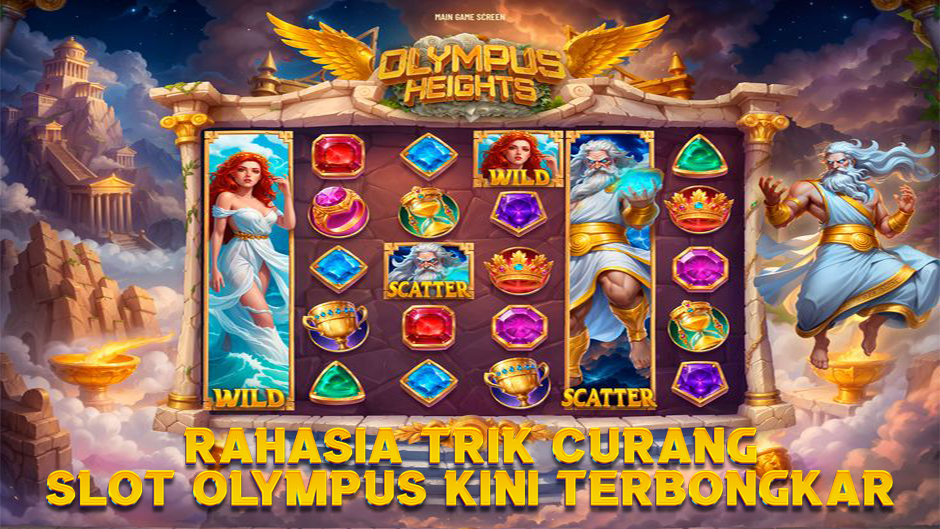 MAIN GAME SCREEN
OLYMPUS
HEIGHTS
WILD
SCATTER
WILD
SCATTER
RAHASIA TRIK CURANG
SLOT OLYMPUS KINI TERBONGKAR